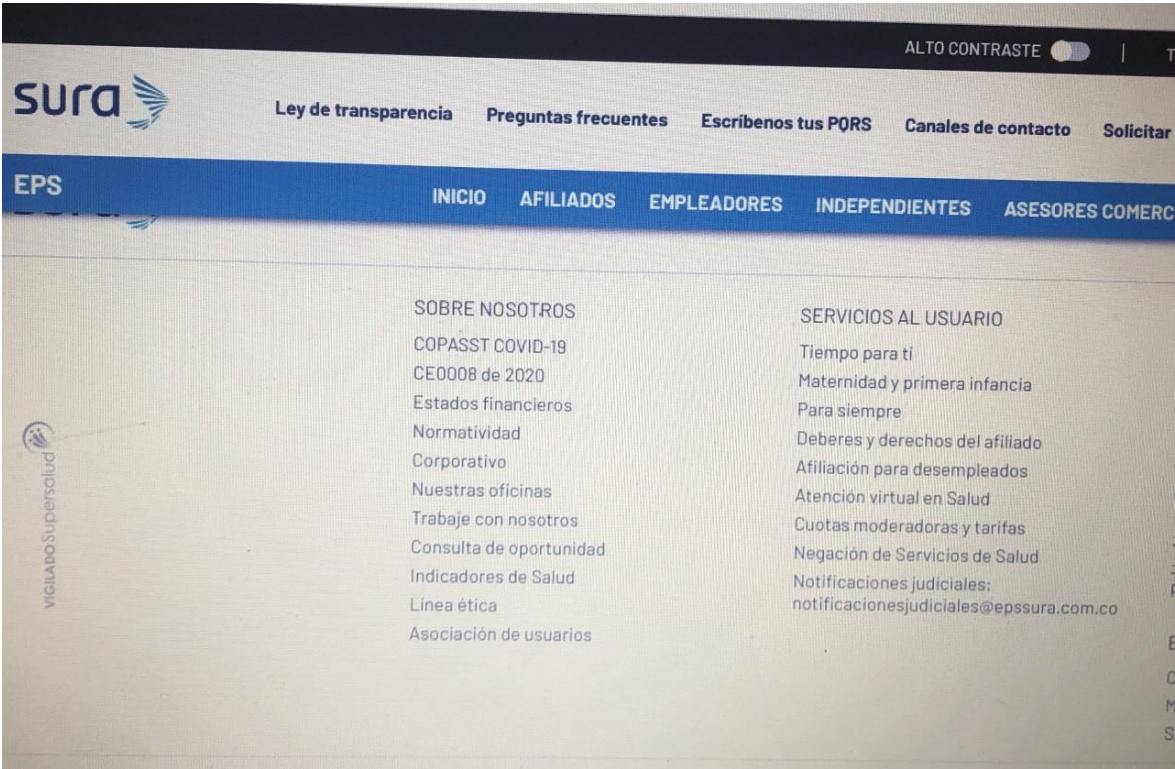 ALTO CONTRASTE
sura
Ley de transparencia
Preguntas frecuentes
Escríbenos tus PQRS
Canales de contacto
Solicitar
EPS
INICIO
AFILIADOS
EMPLEADORES
INDEPENDIENTES
ASESORES COMERC
SOBRE NOSOTROS
COPASST COVID-19
CE0008 de 2020
Estados financieros
Normatividad
Corporativo
Nuestras oficinas
Trabaje con nosotros
Consulta de oportunidad
Indicadores de Salud
Línea ética
Asociación de usuarios
SERVICIOS AL USUARIO
Tiempo para ti
Maternidad y primera infancia
Para siempre
Deberes y derechos del afiliado
Afiliación para desempleados
Atención virtual en Salud
Cuotas moderadoras y tarifas
Negación de Servicios de Salud
Notificaciones judiciales:
notificacionesjudiciales@epssura.com.co
VIGILADO Supersalud